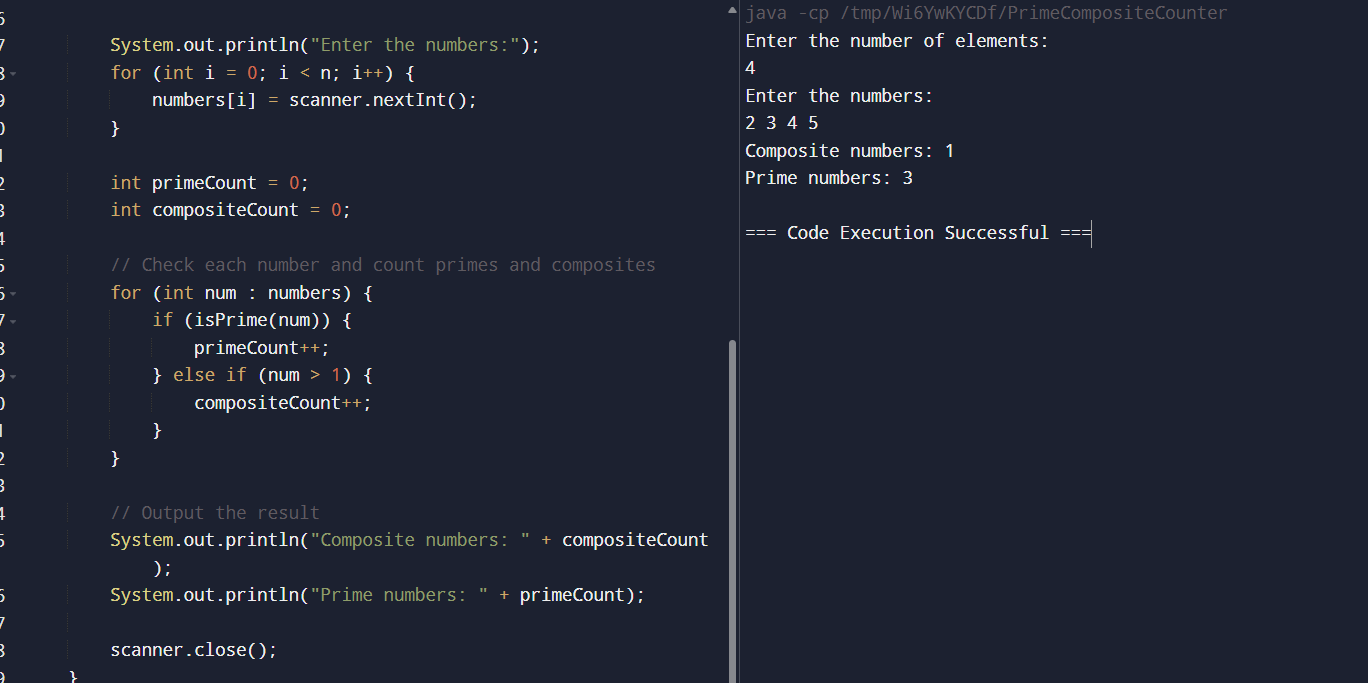 System.out.println("Enter the numbers:");
for (int i = 0; i < n; i++) {
numbers[i] = scanner.nextInt();
}
int primeCount = 0;
int compositeCount = 0;
// Check each number and count primes and composites
for (int num : numbers) {
if (isPrime(num)) {
primeCount++;
} else if (num > 1) {
compositeCount++;
}
}
// Output the result
System.out.println("Composite numbers: " + compositeCount
);
System.out.println("Prime numbers: " + primeCount);
scanner.close();
}
java -cp /tmp/Wi6YwKYCDf/PrimeCompositeCounter
Enter the number of elements:
4
Enter the numbers:
2 3 4 5
Composite numbers: 1
Prime numbers: 3
=== Code Execution Successful ===